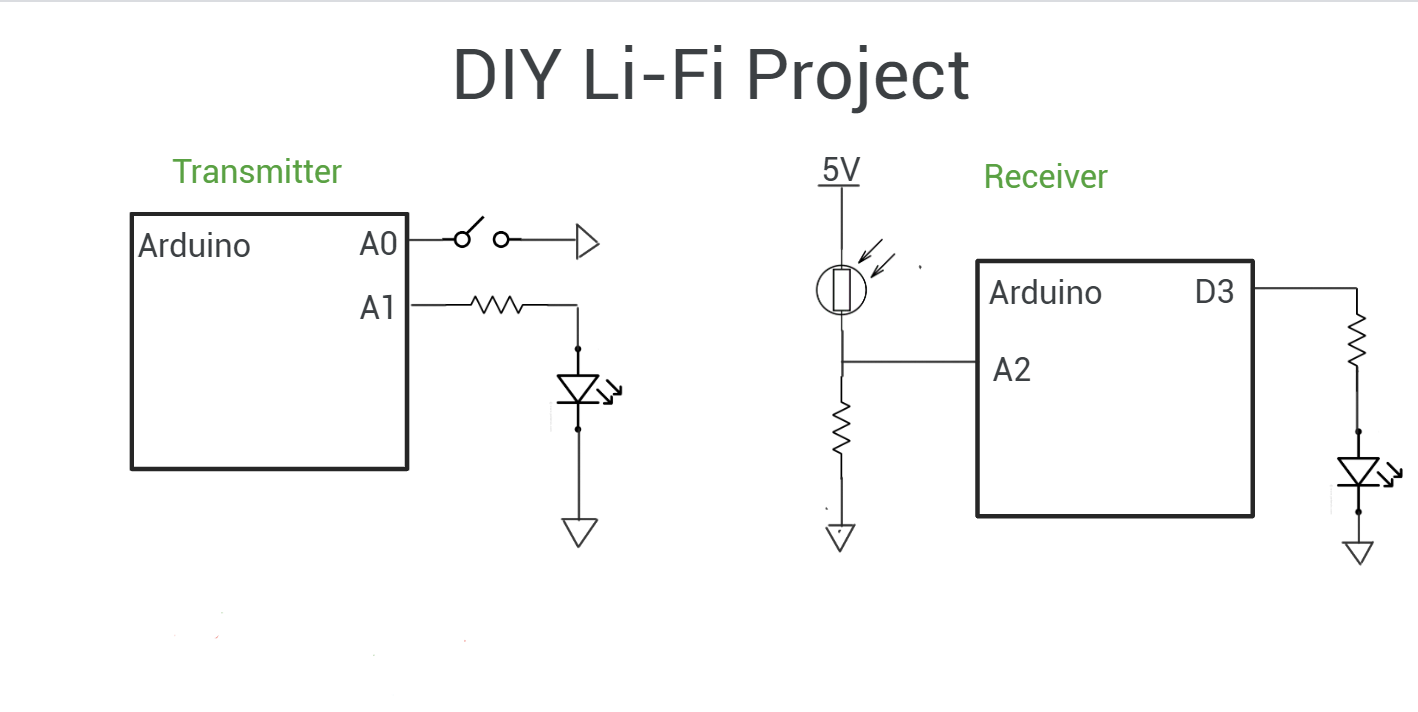 DIY Li-Fi Project
Transmitter
Arduino
A0
A1
5V
Receiver
Arduino
D3
A2